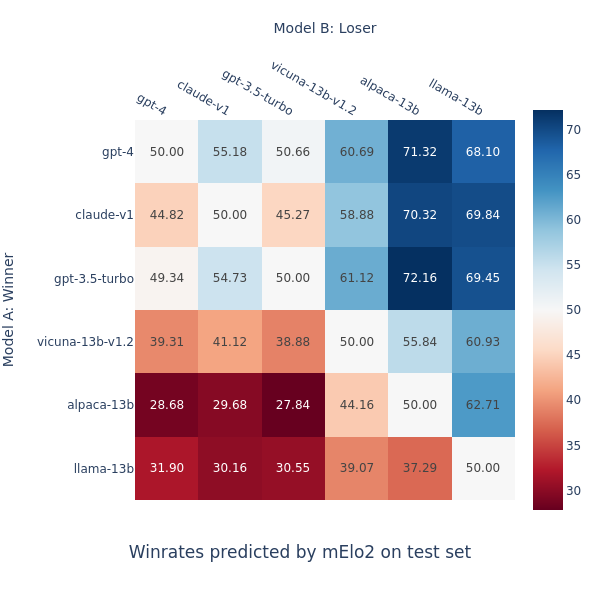 Model B: Loser
gpt-4 claude-v1 gpt-3.5-turbo vicuna-13b-v1.2 alpaca-13b llama-13b
Model A: Winner
gpt-4 50.00 55.18 50.66 60.69 71.32 68.10
claude-v1 44.82 50.00 45.27 58.88 70.32 69.84
gpt-3.5-turbo 49.34 54.73 50.00 61.12 72.16 69.45
vicuna-13b-v1.2 39.31 41.12 38.88 50.00 55.84 60.93
alpaca-13b 28.68 29.68 27.84 44.16 50.00 62.71
llama-13b 31.90 30.16 30.55 39.07 37.29 50.00
70
65
60
55
50
45
40
35
30
Winrates predicted by mElo2 on test set